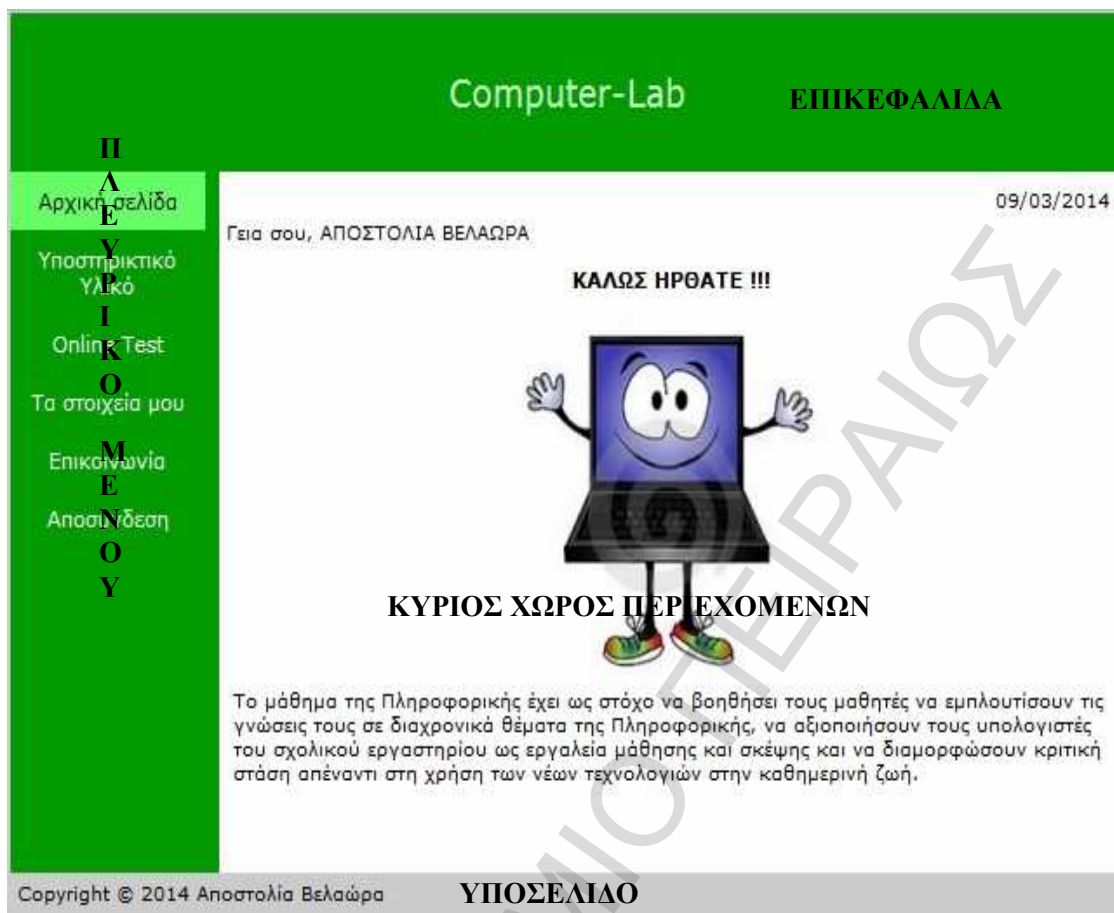 Computer-Lab
ΕΠΙΚΕΦΑΛΙΔΑ
ΠΛΕΥΡΙΚΟ ΜΕΝΟΥ
Αρχική σελίδα
Υποστηρικτικό
Υλικό
Online Test
Τα στοιχεία μου
Επικοινωνία
Αποσύνδεση
09/03/2014
Γεια σου, ΑΠΟΣΤΟΛΙΑ ΒΕΛΑΩΡΑ
ΚΑΛΩΣ ΗΡΘΑΤΕ !!!
ΚΥΡΙΟΣ ΧΩΡΟΣ ΠΕΡΙΕΧΟΜΕΝΩΝ
Το μάθημα της Πληροφορικής έχει ως στόχο να βοηθήσει τους μαθητές να εμπλουτίσουν τις
γνώσεις τους σε διαχρονικά θέματα της Πληροφορικής, να αξιοποιήσουν τους υπολογιστές
του σχολικού εργαστηρίου ως εργαλεία μάθησης και σκέψης και να διαμορφώσουν κριτική
στάση απέναντι στη χρήση των νέων τεχνολογιών στην καθημερινή ζωή.
Copyright © 2014 Αποστολία Βελαώρα
ΥΠΟΣΕΛΙΔΟ
ΠΕΙΡΑΙΩΣ